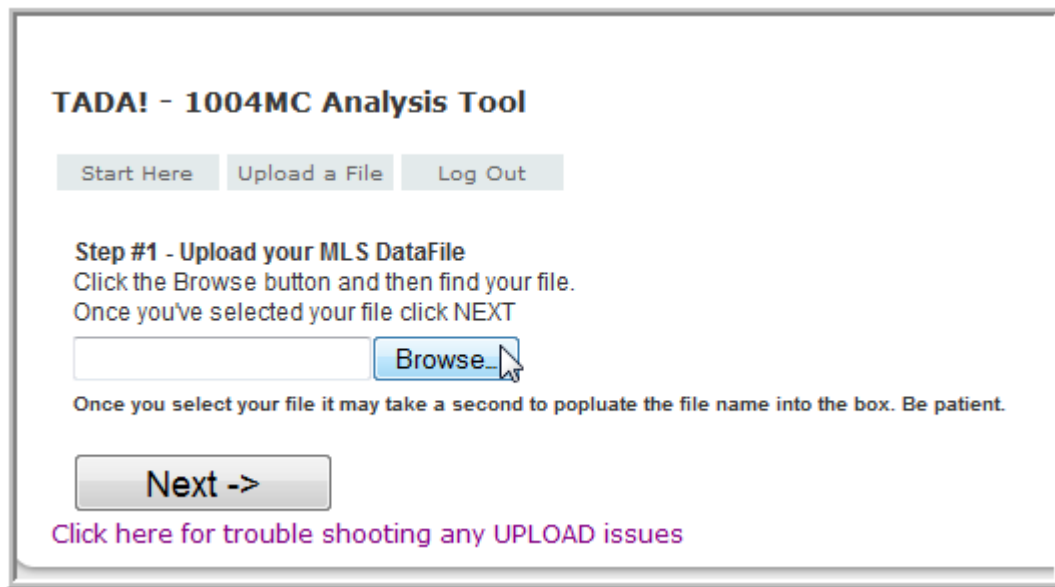 TADA! - 1004MC Analysis Tool
Start Here Upload a File Log Out
Step #1 - Upload your MLS DataFile
Click the Browse button and then find your file.
Once you've selected your file click NEXT
Browse...
Once you select your file it may take a second to popluate the file name into the box. Be patient.
Next ->
Click here for trouble shooting any UPLOAD issues